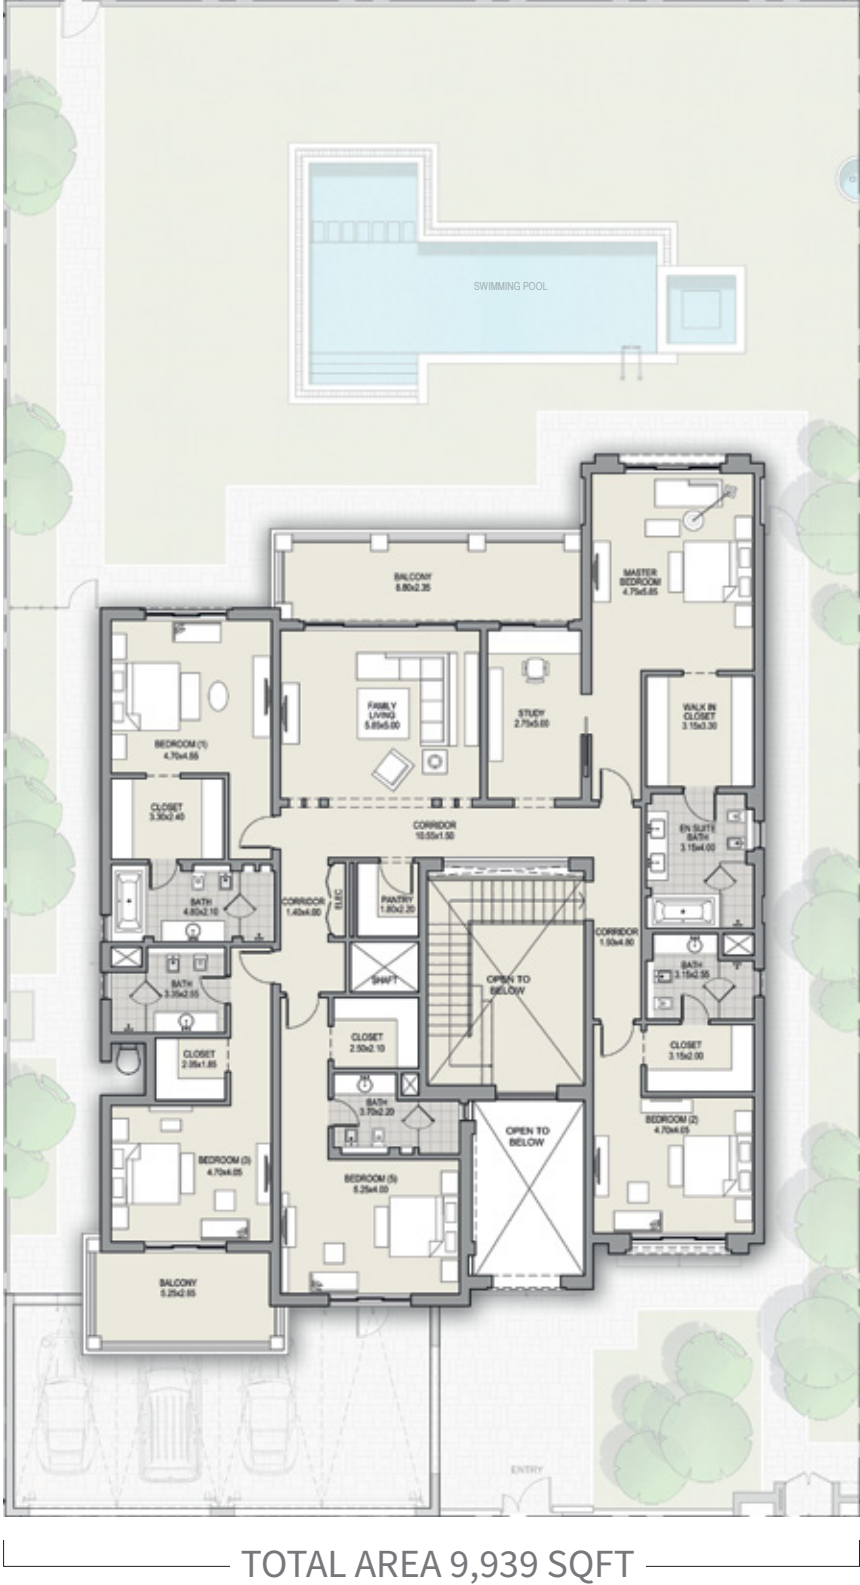 SWIMMING POOL
MASTER
BEDROOM
4.75x5.85
BALCONY
6.80x2.35
WALK IN
CLOSET
3.15x3.30
FAMILY
LIVING
5.85x5.00
STUDY
2.75x5.00
BEDROOM (1)
4.70x4.55
CLOSET
3.30x2.40
CORRIDOR
10.55x1.50
EN SUITE
BATH
3.15x4.00
BATH
4.80x2.10
CORRIDOR
1.40x4.00
ELEC
PANTRY
1.80x2.20
CORRIDOR
1.50x4.80
BATH
3.15x2.55
SHAFT
OPEN TO
BELOW
BATH
3.35x2.55
CLOSET
2.50x2.10
CLOSET
3.15x2.00
CLOSET
2.05x1.85
BATH
3.70x2.20
BEDROOM (2)
4.70x4.05
OPEN TO
BELOW
BEDROOM (3)
4.70x4.05
BEDROOM (5)
5.25x4.00
BALCONY
5.25x2.65
ENTRY
TOTAL AREA 9,939 SQFT